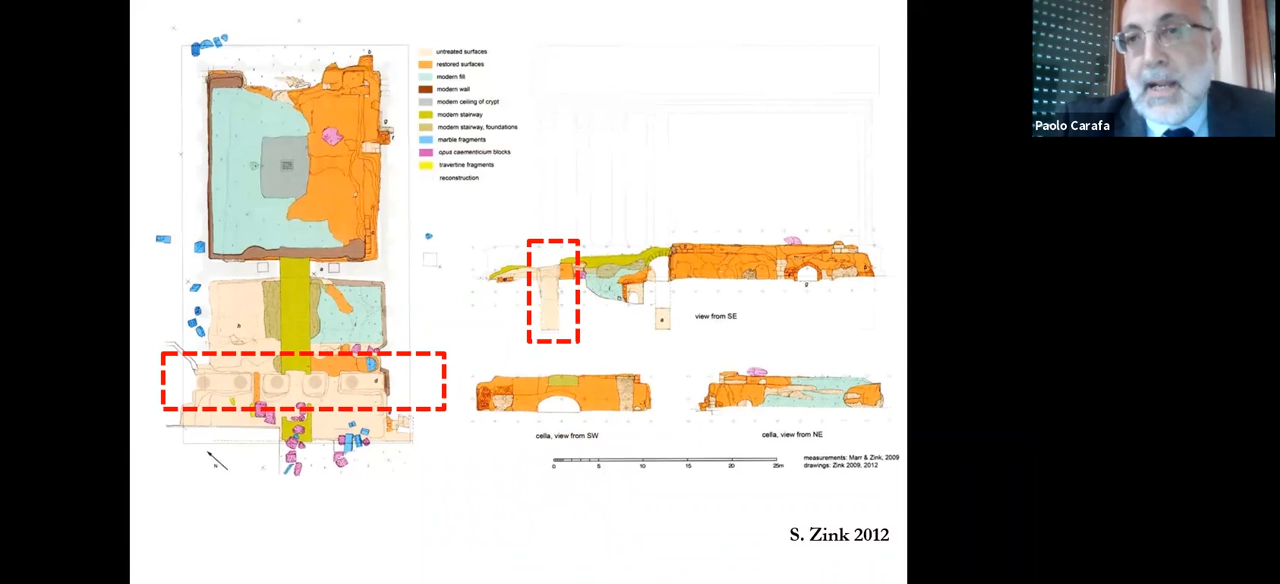 untreated surfaces
restored surfaces
modern fill
modern wall
modern ceiling of crypt
modern stairway
modern stairway, foundations
marble fragments
opus caementicium blocks
travertine fragments
reconstruction
view from SE
cella, view from SW
cella, view from NE
0 5 10 15 20 25m
measurements: Marr & Zink, 2009
drawings: Zink 2009, 2012
N
S. Zink 2012
Paolo Carafa